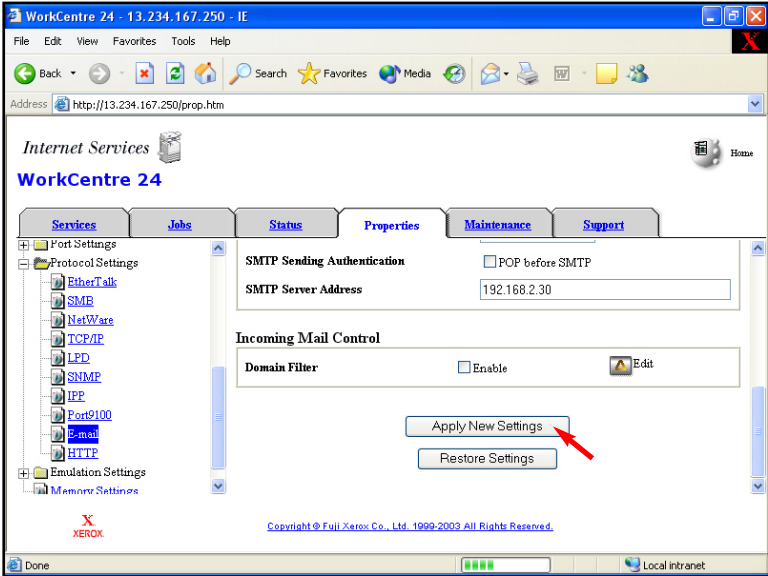 WorkCentre 24 - 13.234.167.250 - IE
File Edit View Favorites Tools Help
X
Back Search Favorites Media
Address http://13.234.167.250/prop.htm
Internet Services
Home
WorkCentre 24
Services Jobs Status Properties Maintenance Support
Port Settings
Protocol Settings
EtherTalk
SMB
NetWare
TCP/IP
LPD
SNMP
IPP
Port9100
E-mail
HTTP
Emulation Settings
Memory Settings
SMTP Sending Authentication POP before SMTP
SMTP Server Address 192.168.2.30
Incoming Mail Control
Domain Filter Enable Edit
Apply New Settings
Restore Settings
X
XEROX.
Copyright © Fuji Xerox Co., Ltd. 1999-2003 All Rights Reserved.
Done Local intranet